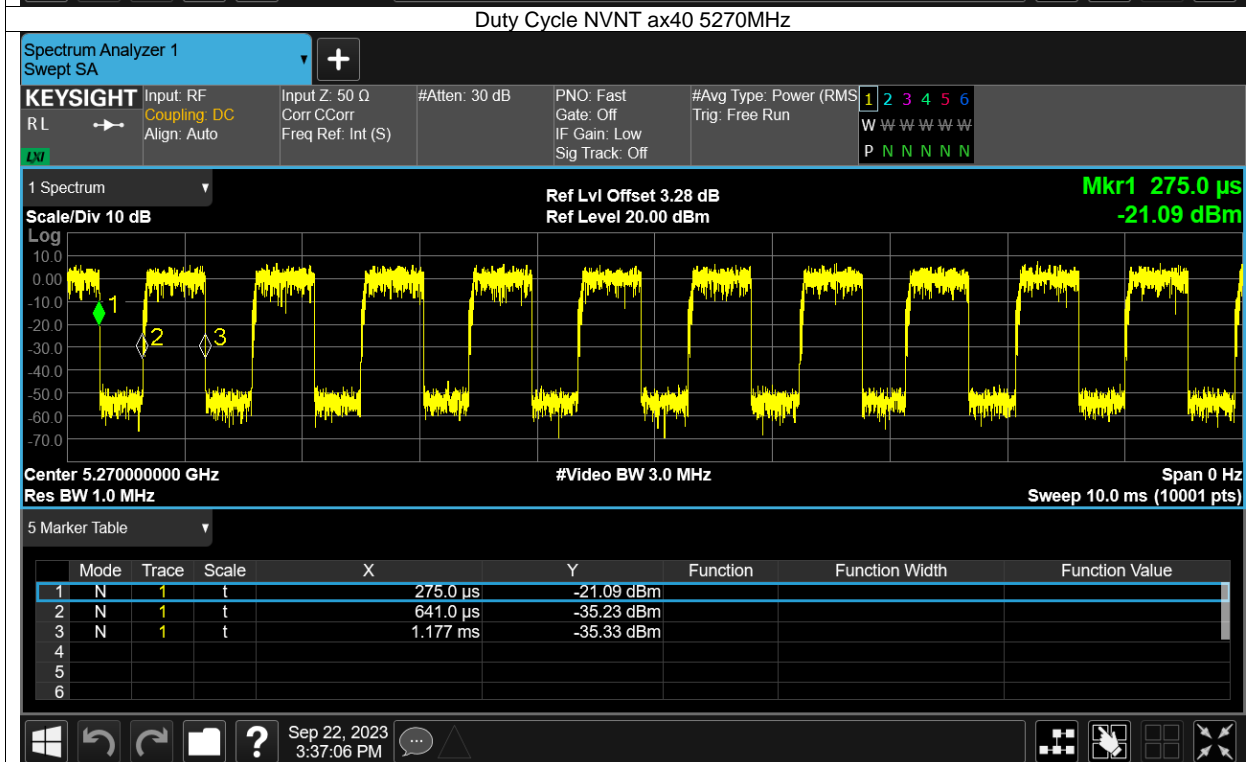 Duty Cycle NVNT ax40 5270MHz
Spectrum Analyzer 1
Swept SA
+
KEYSIGHT Input: RF Input Z: 50 Ω #Atten: 30 dB PNO: Fast #Avg Type: Power (RMS 1 2 3 4 5 6
RL Coupling: DC Corr CCorr Gate: Off Trig: Free Run W W W W W W
Align: Auto Freq Ref: Int (S) IF Gain: Low
LXI Sig Track: Off P N N N N N
1 Spectrum Ref Lvl Offset 3.28 dB Mkr1 275.0 µs
Scale/Div 10 dB Ref Level 20.00 dBm -21.09 dBm
Log
10.0
0.00
-10.0 1
-20.0
-30.0 2 3
-40.0
-50.0
-60.0
-70.0
Center 5.270000000 GHz #Video BW 3.0 MHz Span 0 Hz
Res BW 1.0 MHz Sweep 10.0 ms (10001 pts)
5 Marker Table
Mode Trace Scale X Y Function Function Width Function Value
1 N 1 t 275.0 µs -21.09 dBm
2 N 1 t 641.0 µs -35.23 dBm
3 N 1 t 1.177 ms -35.33 dBm
4
5
6
? Sep 22, 2023
3:37:06 PM